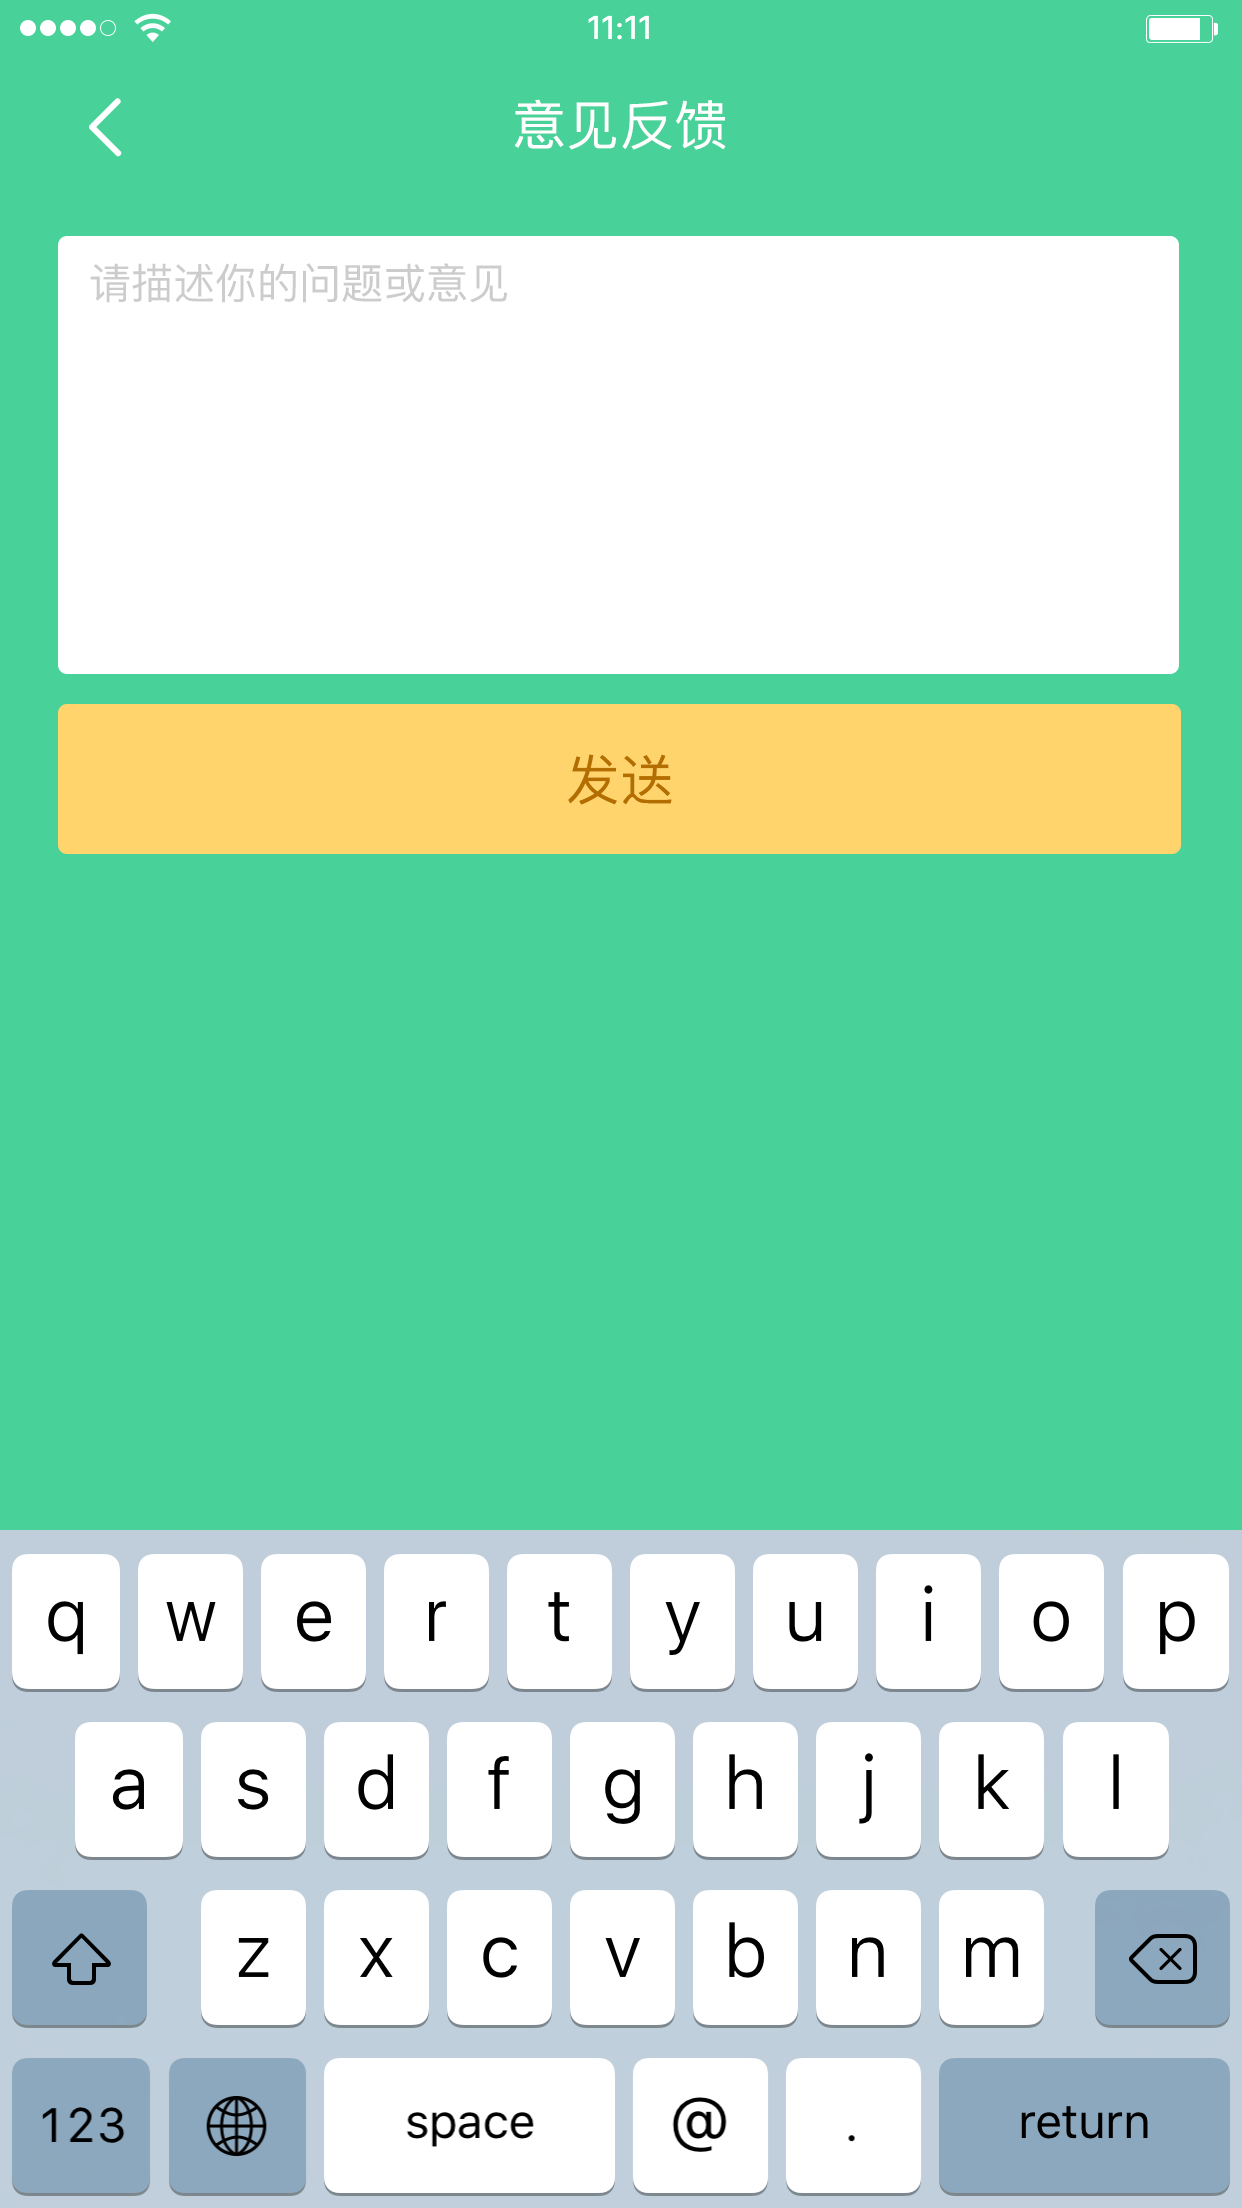 11:11
意见反馈
请描述你的问题或意见
发送
q w e r t y u i o p
a s d f g h j k l
z x c v b n m
123 space @ . return